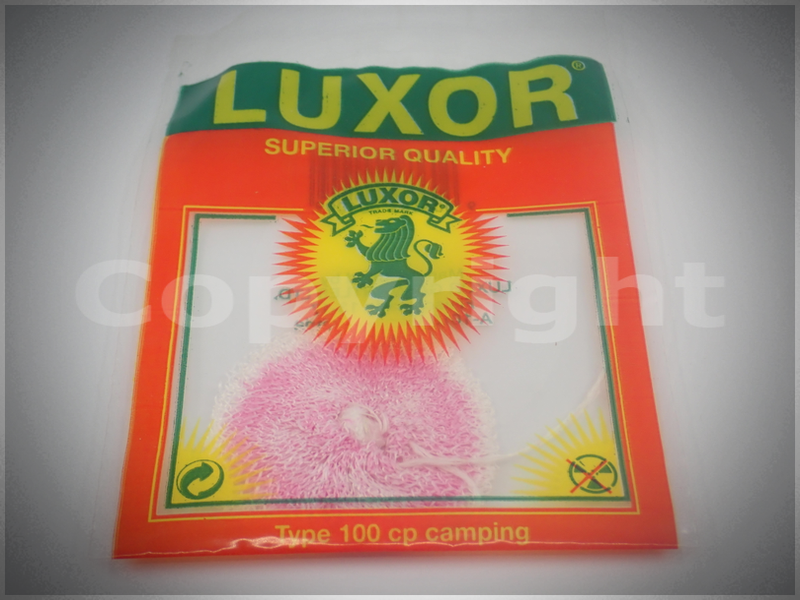 LUXOR®
SUPERIOR QUALITY
LUXOR®
TRADE MARK
Copyright
Type 100 cp camping